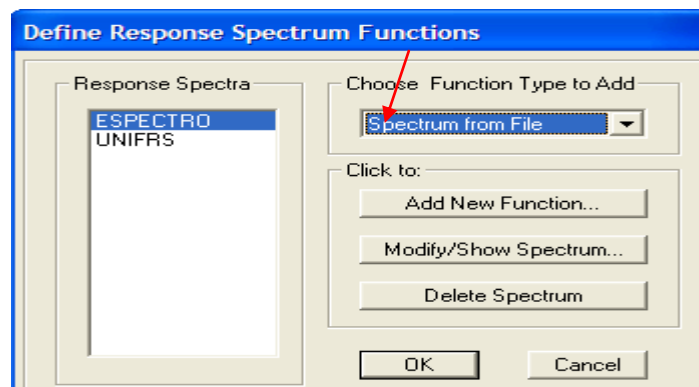 Define Response Spectrum Functions
Response Spectra
ESPECTRO
UNIFRS
Choose Function Type to Add
Spectrum from File
Click to:
Add New Function...
Modify/Show Spectrum...
Delete Spectrum
OK
Cancel